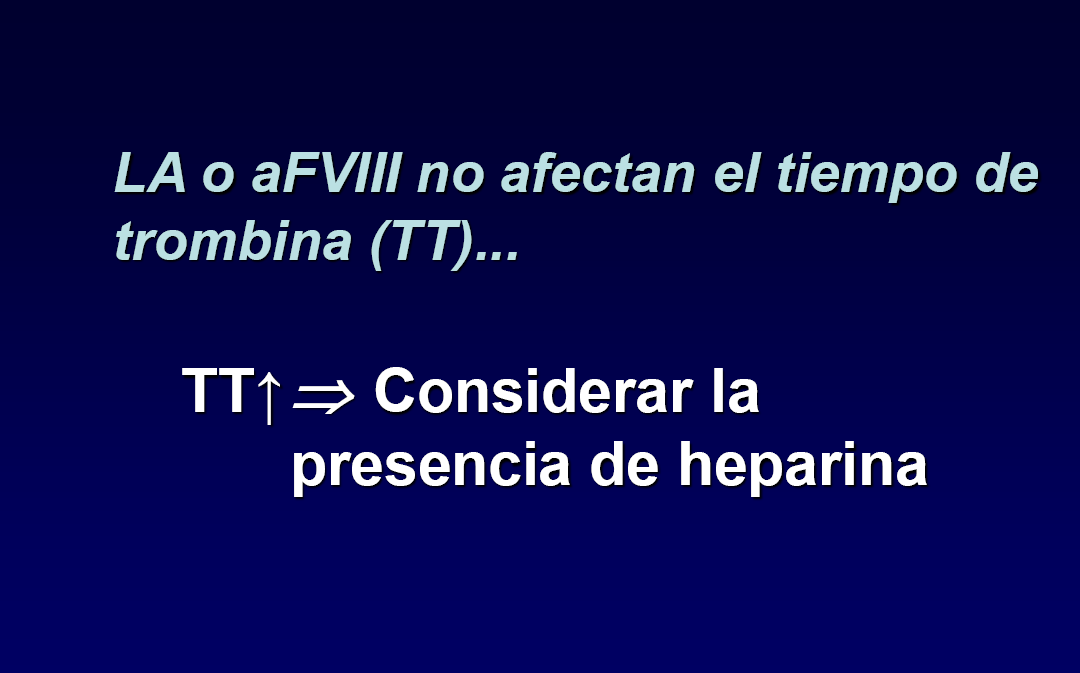 LA o aFVIII no afectan el tiempo de
trombina (TT)...
TT↑⇒ Considerar la
presencia de heparina